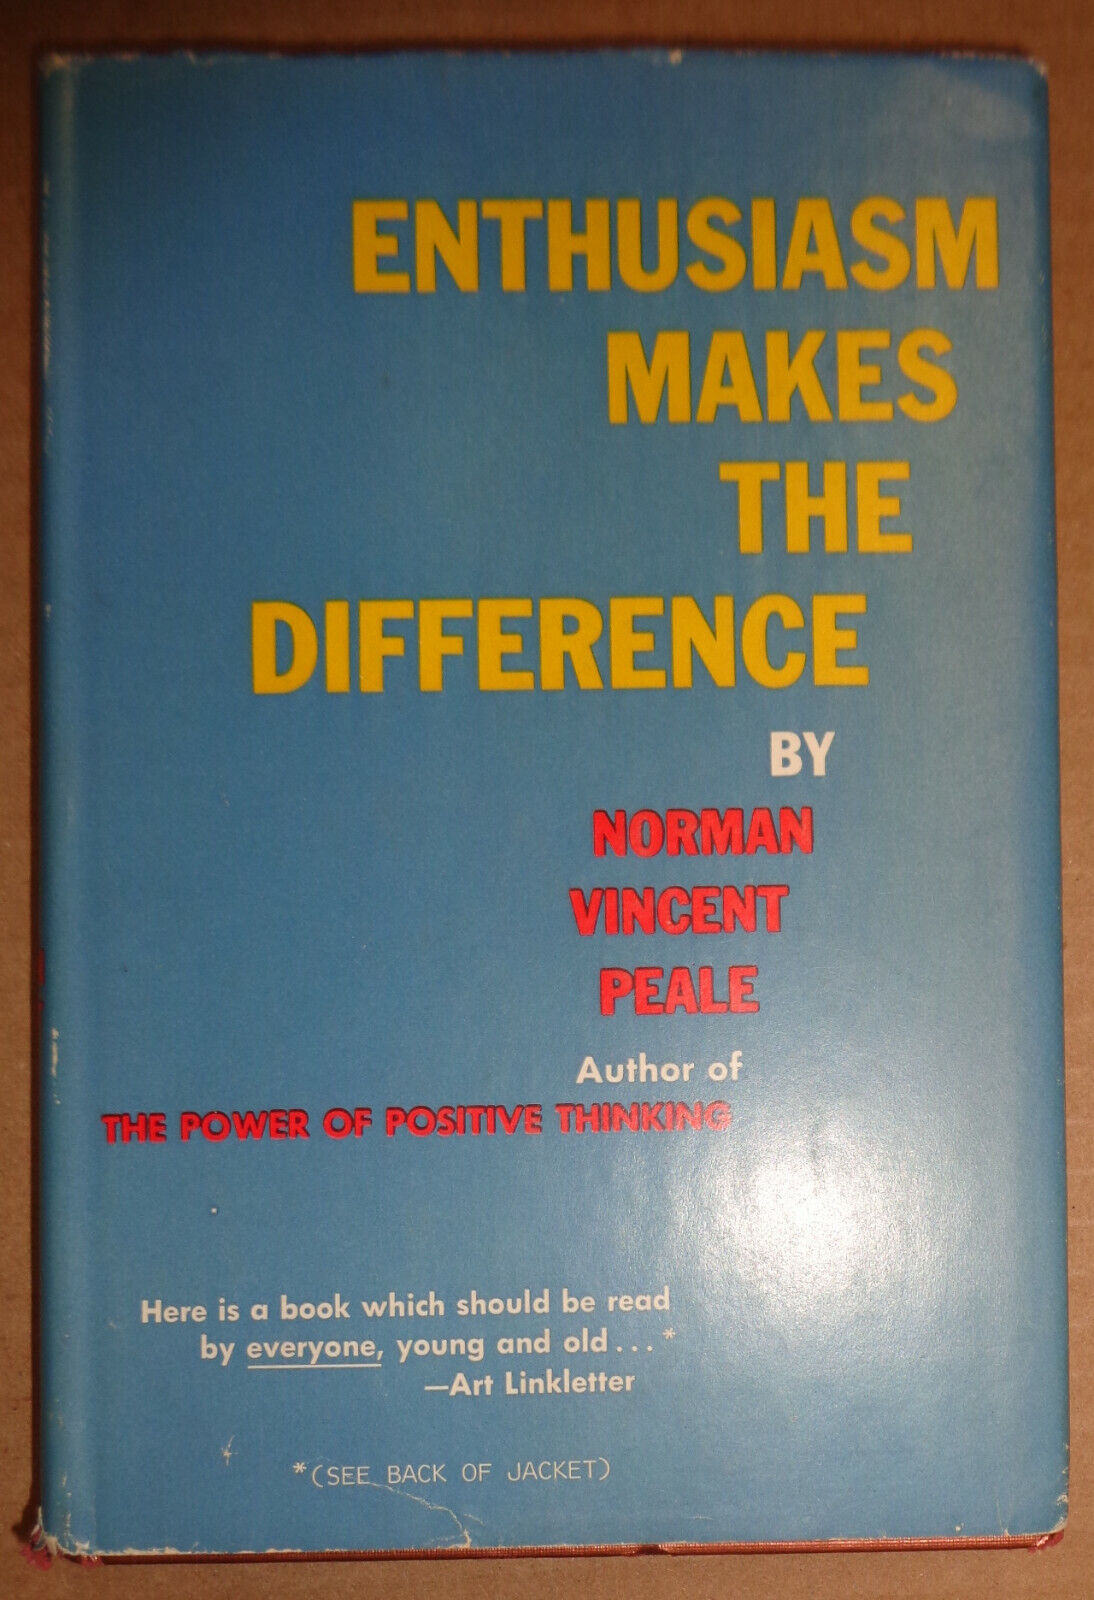 ENTHUSIASM
MAKES
THE
DIFFERENCE
BY
NORMAN
VINCENT
PEALE
Author of
THE POWER OF POSITIVE THINKING
Here is a book which should be read
by everyone, young and old . . . *
—Art Linkletter
*(SEE BACK OF JACKET)